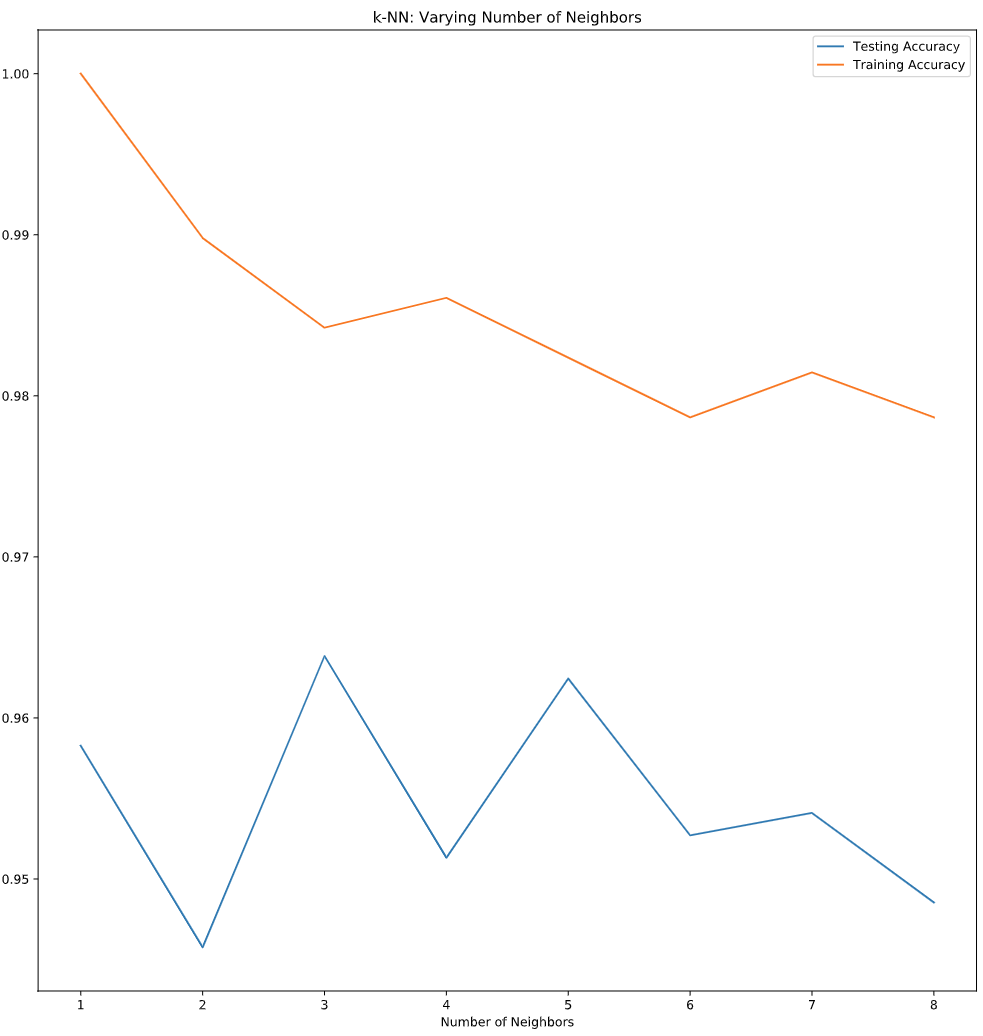 k-NN: Varying Number of Neighbors
Testing Accuracy
Training Accuracy
1.00
0.99
0.98
0.97
0.96
0.95
1 2 3 4 5 6 7 8
Number of Neighbors